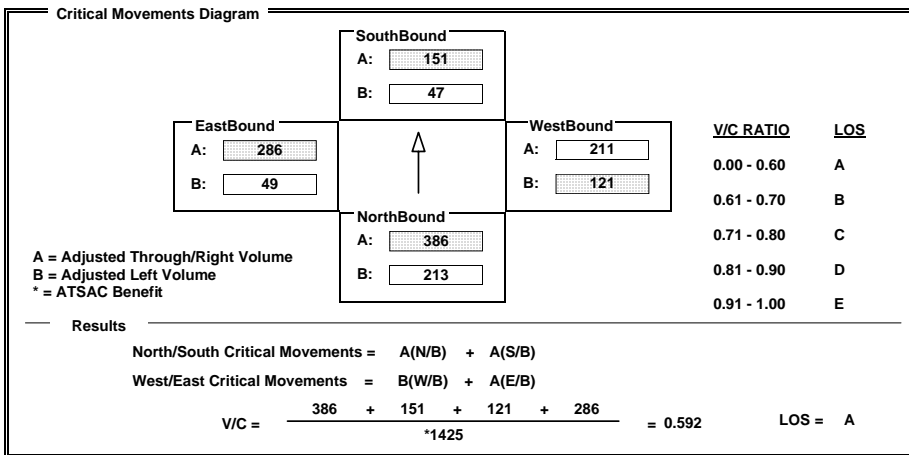 Critical Movements Diagram
SouthBound
A: 151
B: 47
EastBound
A: 286
B: 49
WestBound
A: 211
B: 121
NorthBound
A: 386
B: 213
V/C RATIO LOS
0.00 - 0.60 A
0.61 - 0.70 B
0.71 - 0.80 C
0.81 - 0.90 D
0.91 - 1.00 E
A = Adjusted Through/Right Volume
B = Adjusted Left Volume
* = ATSAC Benefit
Results
North/South Critical Movements = A(N/B) + A(S/B)
West/East Critical Movements = B(W/B) + A(E/B)
386 + 151 + 121 + 286
V/C = = 0.592 LOS = A
*1425